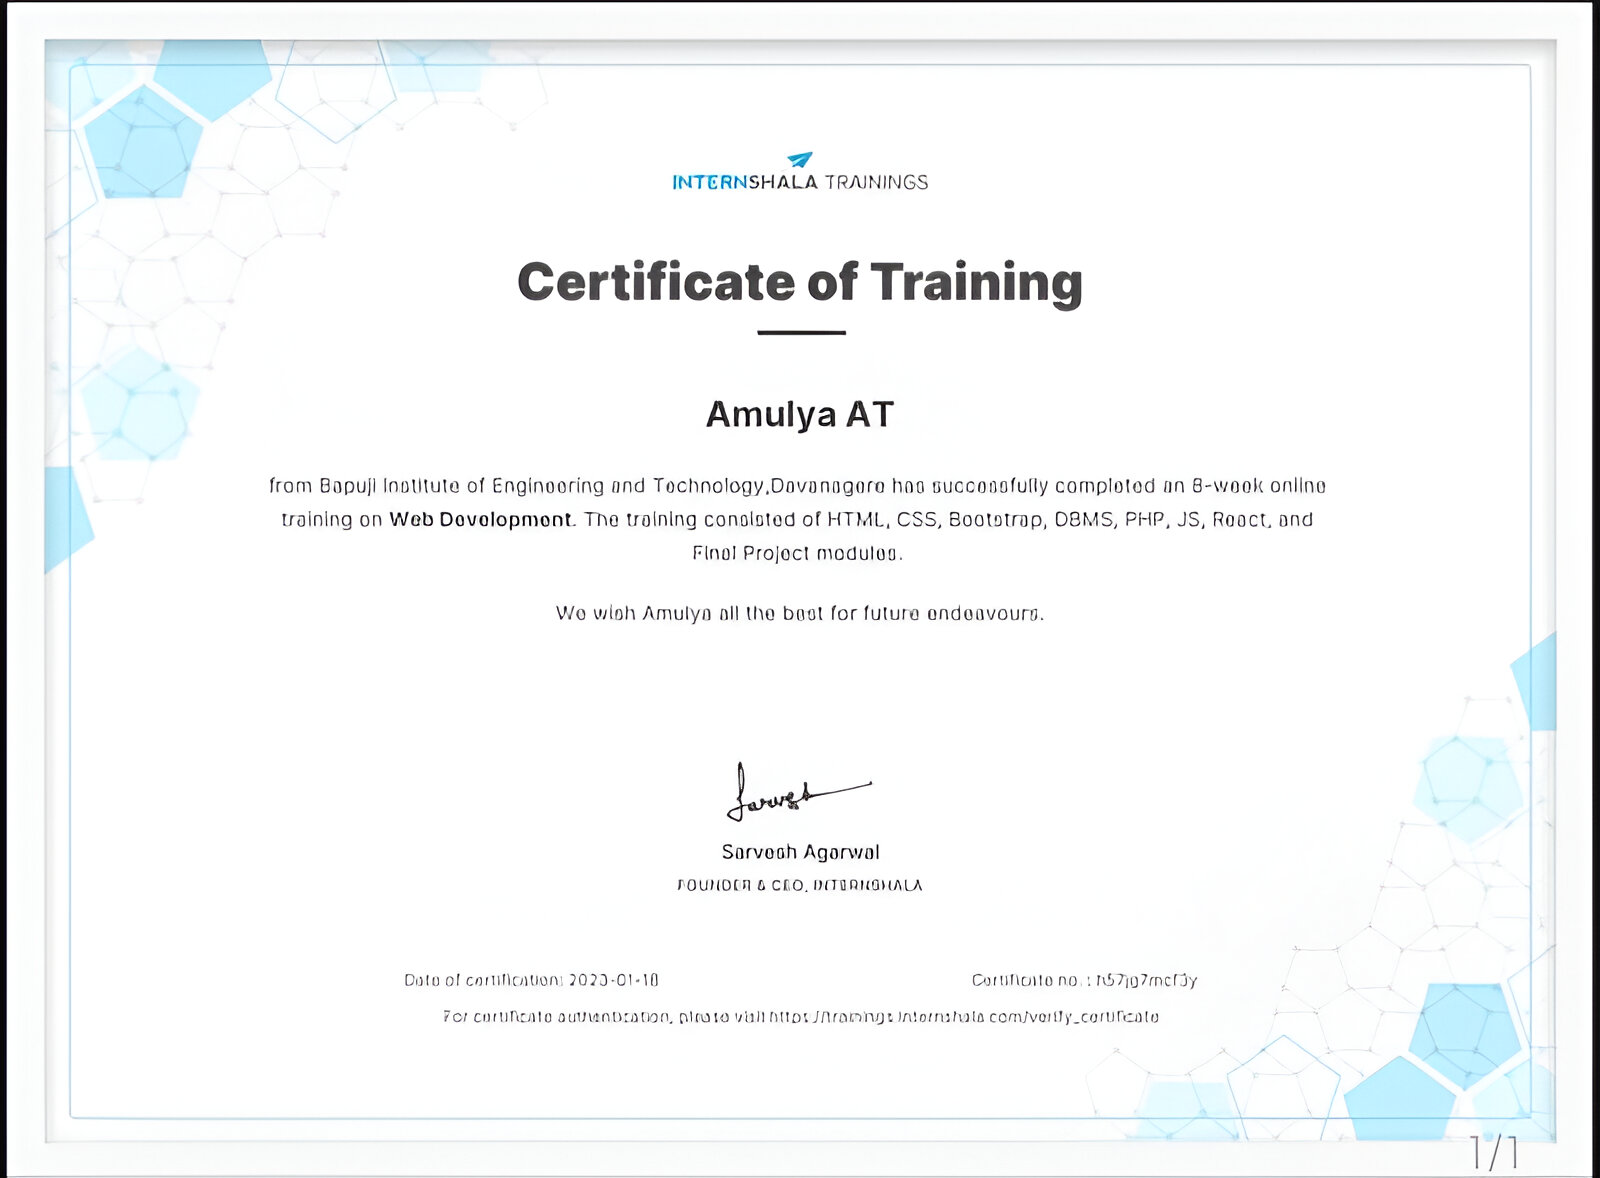 INTERNSHALA TRAININGS
Certificate of Training
Amulya AT
from Bapuji Institute of Engineering and Technology,Davanagere has successfully completed an 8-week online
training on Web Development. The training consisted of HTML, CSS, Bootstrap, DBMS, PHP, JS, React, and
Final Project modules.
We wish Amulya all the best for future endeavours.
Sarvesh Agarwal
FOUNDER & CEO, INTERNSHALA
Date of certification: 2023-01-18
Certificate no. :
For certificate authentication, please visit https://trainings.internshala.com/verify_certificate
1/1